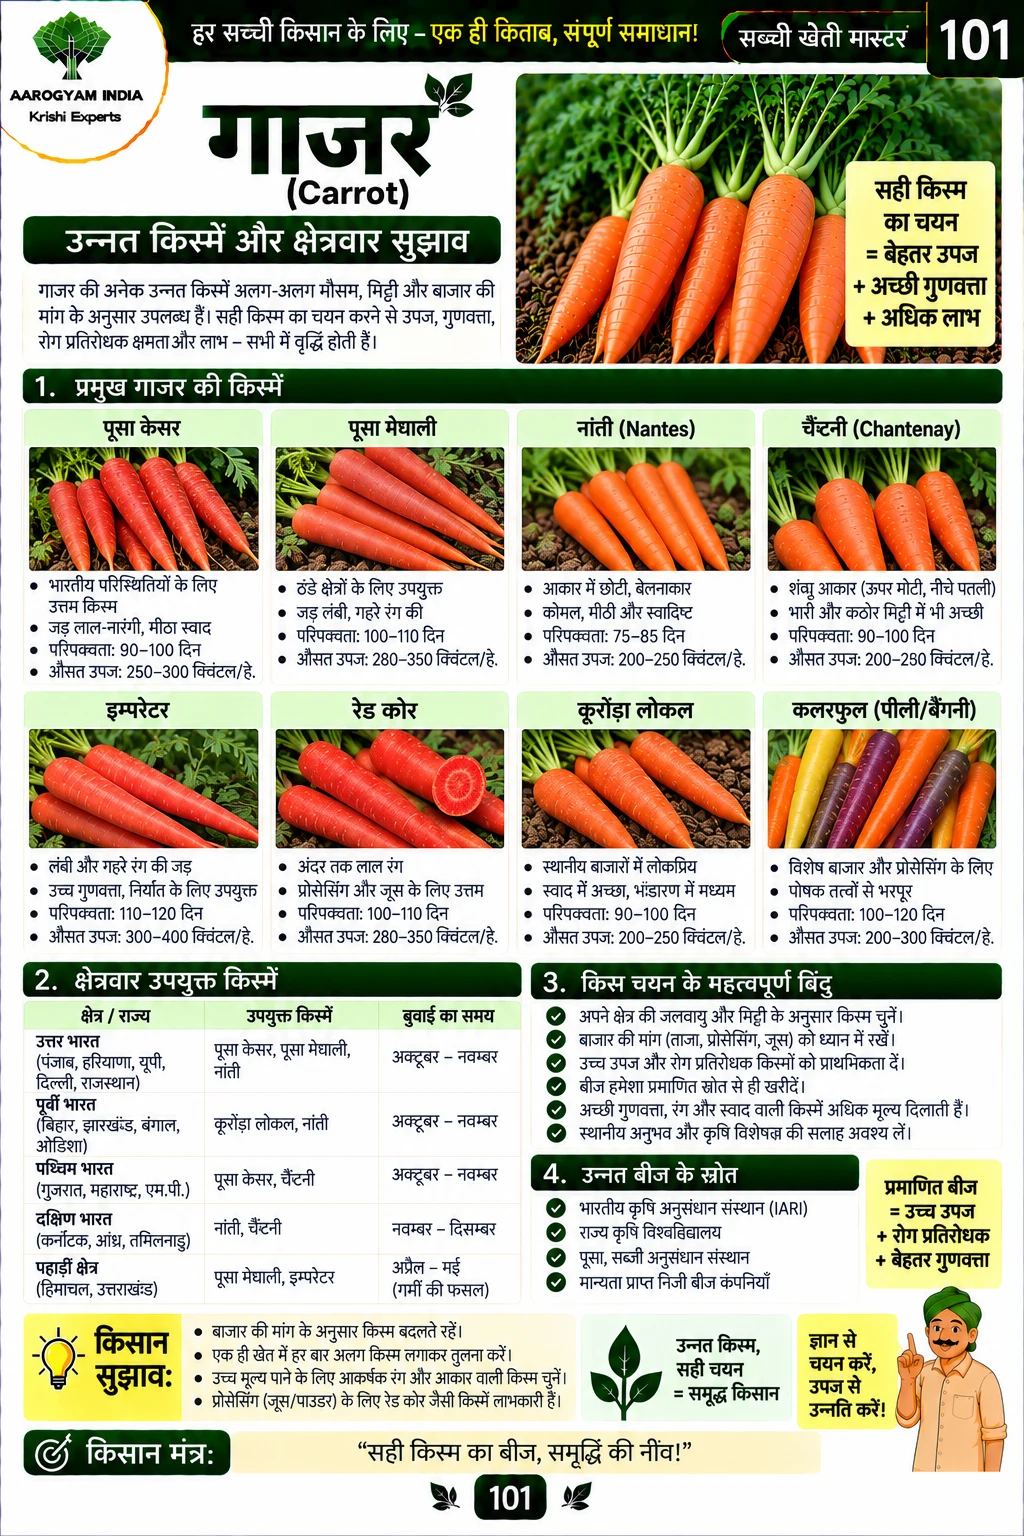 AAROGYAM INDIA
Krishi Experts
हर सच्ची किसान के लिए – एक ही किताब, संपूर्ण समाधान!
सब्ची खेती मास्टर
101
गाजर
(Carrot)
उन्नत किस्में और क्षेत्रवार सुझाव
गाजर की अनेक उन्नत किस्में अलग-अलग मौसम, मिट्टी और बाजार की
मांग के अनुसार उपलब्ध हैं। सही किस्म का चयन करने से उपज, गुणवत्ता,
रोग प्रतिरोधक क्षमता और लाभ – सभी में वृद्धि होती है।
सही किस्म
का चयन
= बेहतर उपज
+ अच्छी गुणवत्ता
+ अधिक लाभ
1. प्रमुख गाजर की किस्में
पूसा केसर
• भारतीय परिस्थितियों के लिए
उत्तम किस्म
• जड़ लाल-नारंगी, मीठा स्वाद
• परिपक्वता: 90–100 दिन
• औसत उपज: 250–300 क्विंटल/हे.
पूसा मेघाली
• ठंडे क्षेत्रों के लिए उपयुक्त
• जड़ लंबी, गहरे रंग की
• परिपक्वता: 100–110 दिन
• औसत उपज: 280–350 क्विंटल/हे.
नांती (Nantes)
• आकार में छोटी, बेलनाकार
• कोमल, मीठी और स्वादिष्ट
• परिपक्वता: 75–85 दिन
• औसत उपज: 200–250 क्विंटल/हे.
चैंटनी (Chantenay)
• शंक्षु आकार (ऊपर मोटी, नीचे पतली)
• भारी और कठोर मिट्टी में भी अच्छी
• परिपक्वता: 90–100 दिन
• औसत उपज: 200–250 क्विंटल/हे.
इम्परेटर
• लंबी और गहरे रंग की जड़
• उच्च गुणवत्ता, निर्यात के लिए उपयुक्त
• परिपक्वता: 110–120 दिन
• औसत उपज: 300–400 क्विंटल/हे.
रेड कोर
• अंदर तक लाल रंग
• प्रोसेसिंग और जूस के लिए उत्तम
• परिपक्वता: 100–110 दिन
• औसत उपज: 280–350 क्विंटल/हे.
कूरोंड़ा लोकल
• स्थानीय बाजारों में लोकप्रिय
• स्वाद में अच्छा, भंडारण में मध्यम
• परिपक्वता: 90–100 दिन
• औसत उपज: 200–250 क्विंटल/हे.
कलरफुल (पीली/बैंगनी)
• विशेष बाजार और प्रोसेसिंग के लिए
• पोषक तत्वों से भरपूर
• परिपक्वता: 100–120 दिन
• औसत उपज: 200–300 क्विंटल/हे.
2. क्षेत्रवार उपयुक्त किस्में
क्षेत्र / राज्य उपयुक्त किस्में बुवाई का समय
उत्तर भारत
(पंजाब, हरियाणा, यूपी,
दिल्ली, राजस्थान)
पूसा केसर, पूसा मेघाली,
नांती
अक्टूबर – नवम्बर
पूर्वी भारत
(बिहार, झारखंड, बंगाल,
ओडिशा)
कूरोंड़ा लोकल, नांती
अक्टूबर – नवम्बर
पश्चिम भारत
(गुजरात, महाराष्ट, एम.पी.)
पूसा केसर, चैंटनी
अक्टूबर – नवम्बर
दक्षिण भारत
(कर्नाटक, आंध्र, तमिलनाडु)
नांती, चैंटनी
नवम्बर – दिसम्बर
पहाड़ी क्षेत्र
(हिमाचल, उत्तराखंड)
पूसा मेघाली, इम्परेटर
अप्रैल – मई
(गर्मी की फसल)
3. किस चयन के महत्वपूर्ण बिंदु
अपने क्षेत्र की जलवायु और मिट्टी के अनुसार किस्म चुनें।
बाजार की मांग (ताजा, प्रोसेसिंग, जूस) को ध्यान में रखें।
उच्च उपज और रोग प्रतिरोधक किस्मों को प्राथमिकता दें।
बीज हमेशा प्रमाणित स्रोत से ही खरीदें।
अच्छी गुणवत्ता, रंग और स्वाद वाली किस्में अधिक मूल्य दिलाती हैं।
स्थानीय अनुभव और कृषि विशेषज्ञ की सलाह अवश्य लें।
4. उन्नत बीज के स्रोत
भारतीय कृषि अनुसंधान संस्थान (IARI)
राज्य कृषि विश्वविद्यालय
पूसा, सब्जी अनुसंधान संस्थान
मान्यता प्राप्त निजी बीज कंपनियाँ
प्रमाणित बीज
= उच्च उपज
+ रोग प्रतिरोधक
+ बेहतर गुणवत्ता
किसान
सुझाव:
• बाजार की मांग के अनुसार किस्म बदलते रहें।
• एक ही खेत में हर बार अलग किस्म लगाकर तुलना करें।
• उच्च मूल्य पाने के लिए आकर्षक रंग और आकार वाली किस्म चुनें।
• प्रोसेसिंग (जूस/पाउडर) के लिए रेड कोर जैसी किस्में लाभकारी हैं।
उन्नत किस्म,
सही चयन
= समृद्ध किसान
ज्ञान से
चयन करें,
उपज से
उन्नति करें!
किसान मंत्र:
“सही किस्म का बीज, समृद्धि की नींव!”
101